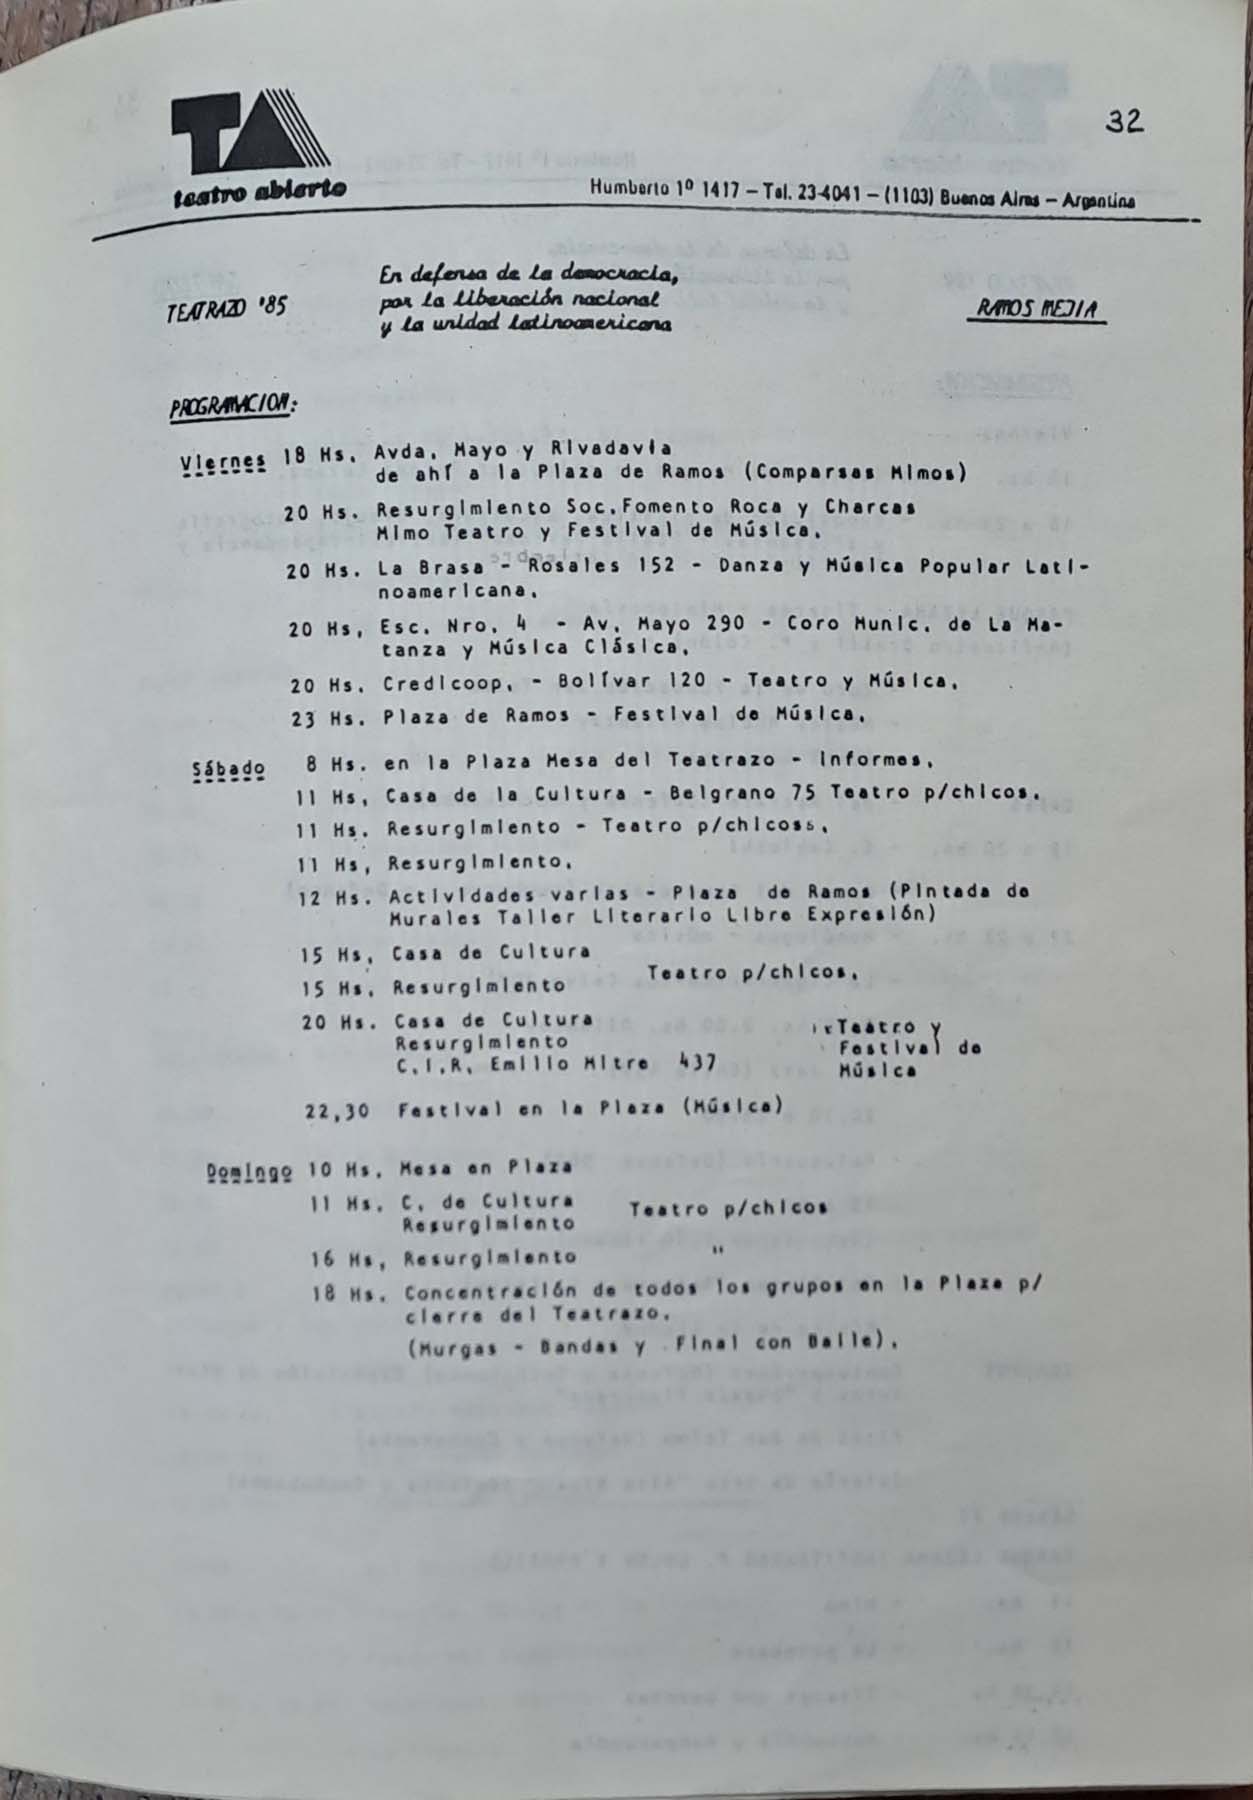 TA
teatro abierto
32
Humberto 1º 1417 – Tel. 23-4041 – (1103) Buenos Aires – Argentina
TEATRAZO '85
En defensa de la democracia,
por la liberación nacional
y la unidad latinoamericana
RAMOS MEJIA
PROGRAMACION:
Viernes 18 Hs. Avda. Mayo y Rivadavia
de ahí a la Plaza de Ramos (Comparsas Mimos)
20 Hs. Resurgimiento Soc. Fomento Roca y Charcas
Mimo Teatro y Festival de Música.
20 Hs. La Brasa - Rosales 152 - Danza y Música Popular Lati-
noamericana.
20 Hs. Esc. Nro. 4 - Av. Mayo 290 - Coro Munic. de La Ma-
tanza y Música Clásica.
20 Hs. Credicoop. - Bolívar 120 - Teatro y Música.
23 Hs. Plaza de Ramos - Festival de Música.
Sábado 8 Hs. en la Plaza Mesa del Teatrazo - Informes.
11 Hs. Casa de la Cultura - Belgrano 75 Teatro p/chicos.
11 Hs. Resurgimiento - Teatro p/chicoss.
11 Hs. Resurgimiento.
12 Hs. Actividades varias - Plaza de Ramos (Pintada de
Murales Taller Literario Libre Expresión)
15 Hs. Casa de Cultura
Teatro p/chicos.
15 Hs. Resurgimiento
20 Hs. Casa de Cultura Teatro y
Resurgimiento Festival de
C.I.R. Emilio Mitre 437 Música
22,30 Festival en la Plaza (Música)
Domingo 10 Hs. Mesa en Plaza
11 Hs. C. de Cultura Teatro p/chicos
Resurgimiento
16 Hs. Resurgimiento "
18 Hs. Concentración de todos los grupos en la Plaza p/
cierre del Teatrazo.
(Murgas - Bandas y Final con Baile).